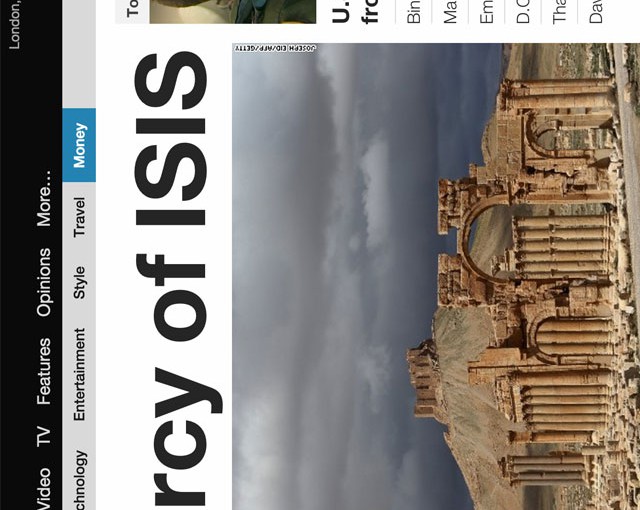 London,
Video TV Features Opinions More...
chnology Entertainment Style Travel Money
To
rcy of ISIS
JOSEPH EID/AFP/GETTY
U.
fro
Bin
Ma
Em
D.C
Tha
Dav